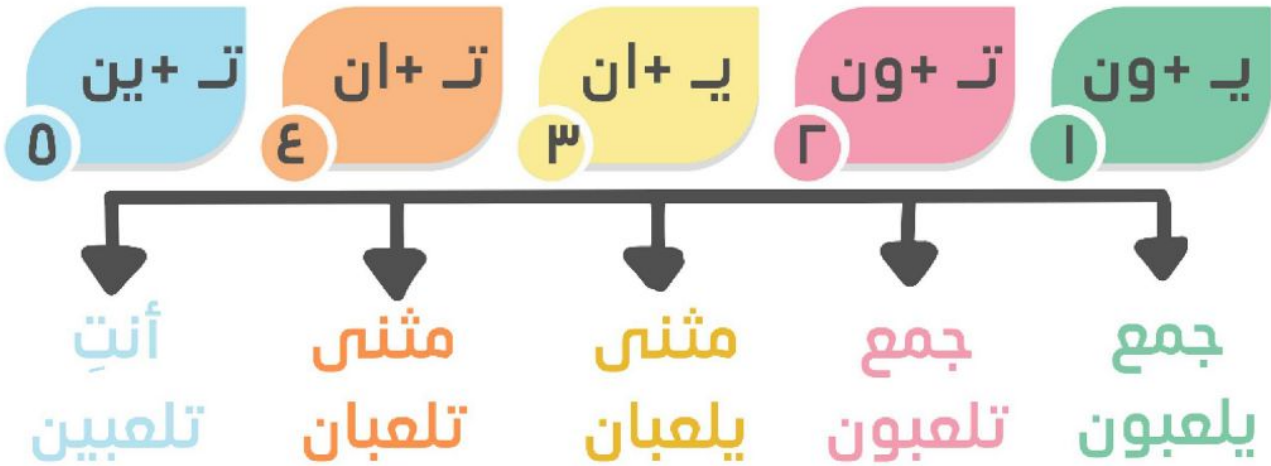 يـ +ون
١
تـ +ون
٢
يـ +ان
٣
تـ +ان
٤
تـ +ين
٥
جمع
يلعبون
جمع
تلعبون
مثنى
يلعبان
مثنى
تلعبان
أنتِ
تلعبين